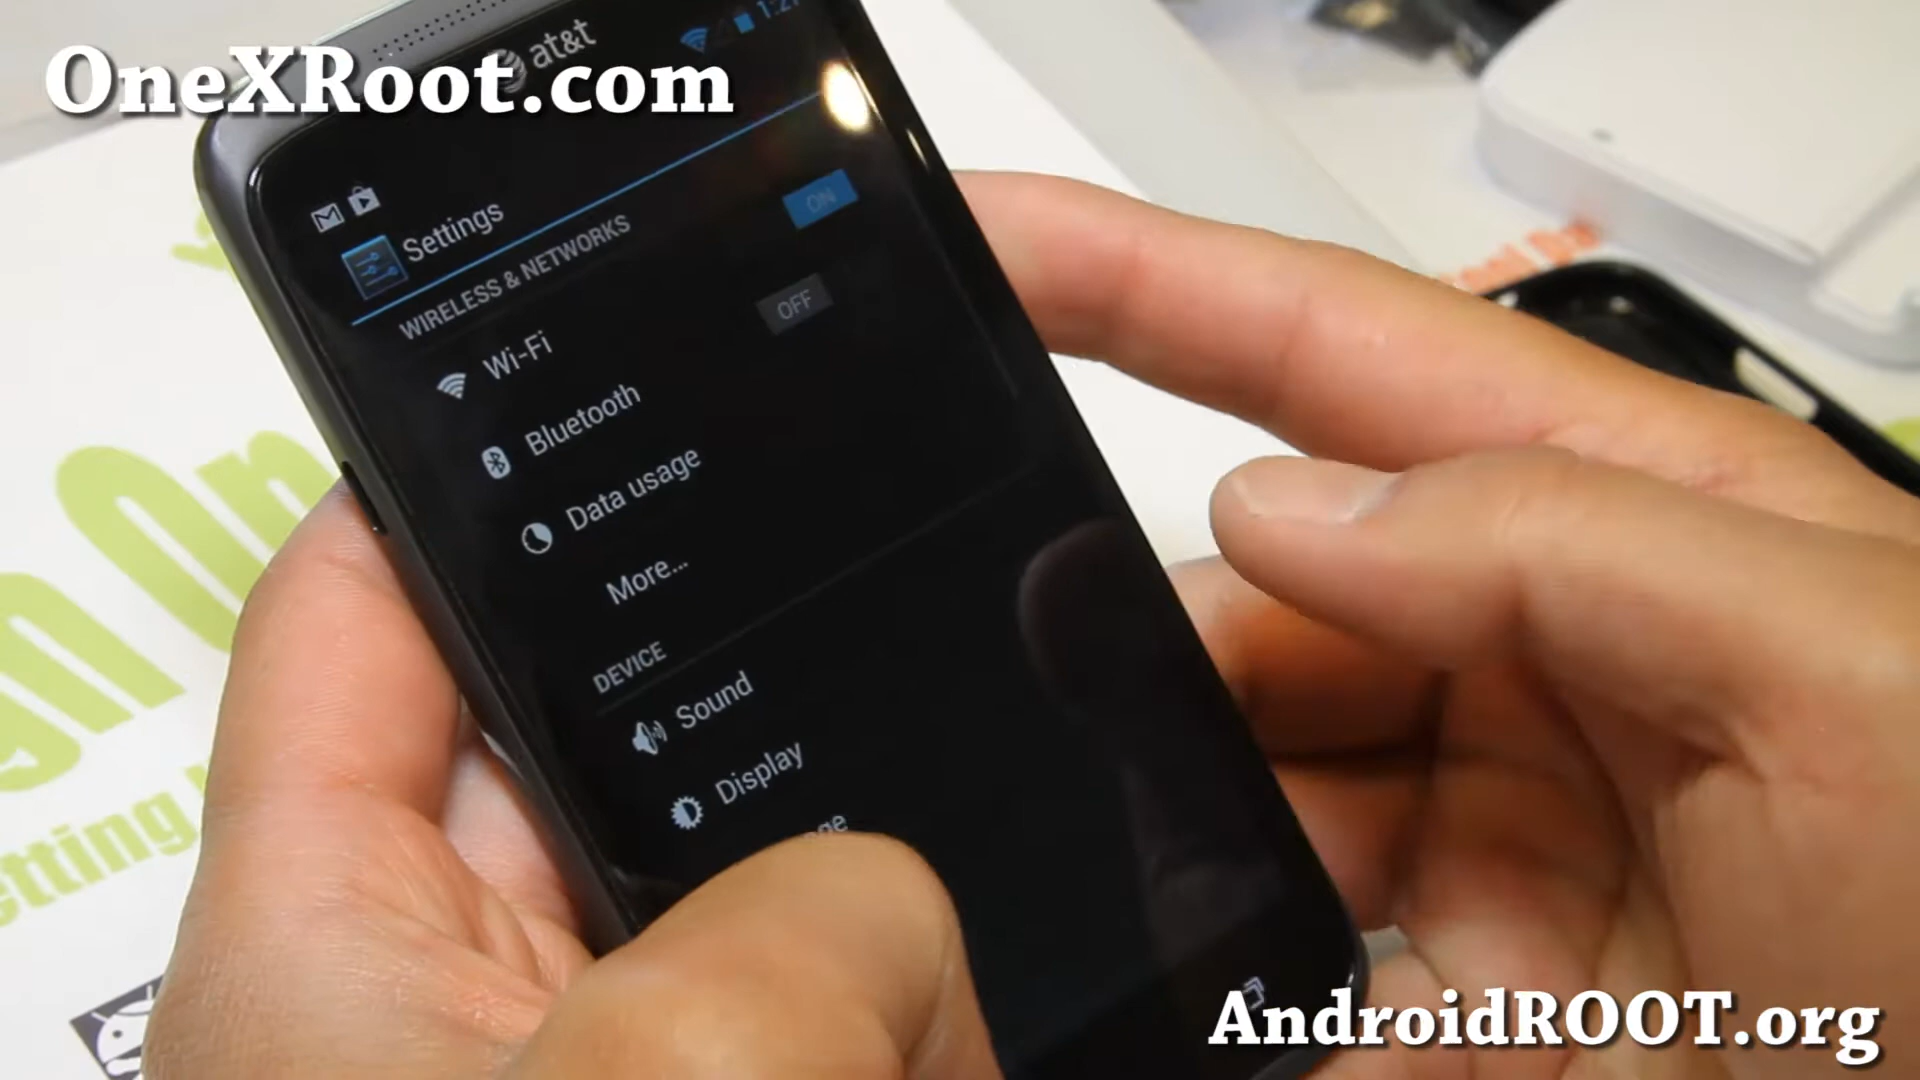 OneXRoot.com
at&t
Settings
WIRELESS & NETWORKS
ON
Wi-Fi
OFF
Bluetooth
Data usage
More...
DEVICE
Sound
Display
AndroidROOT.org